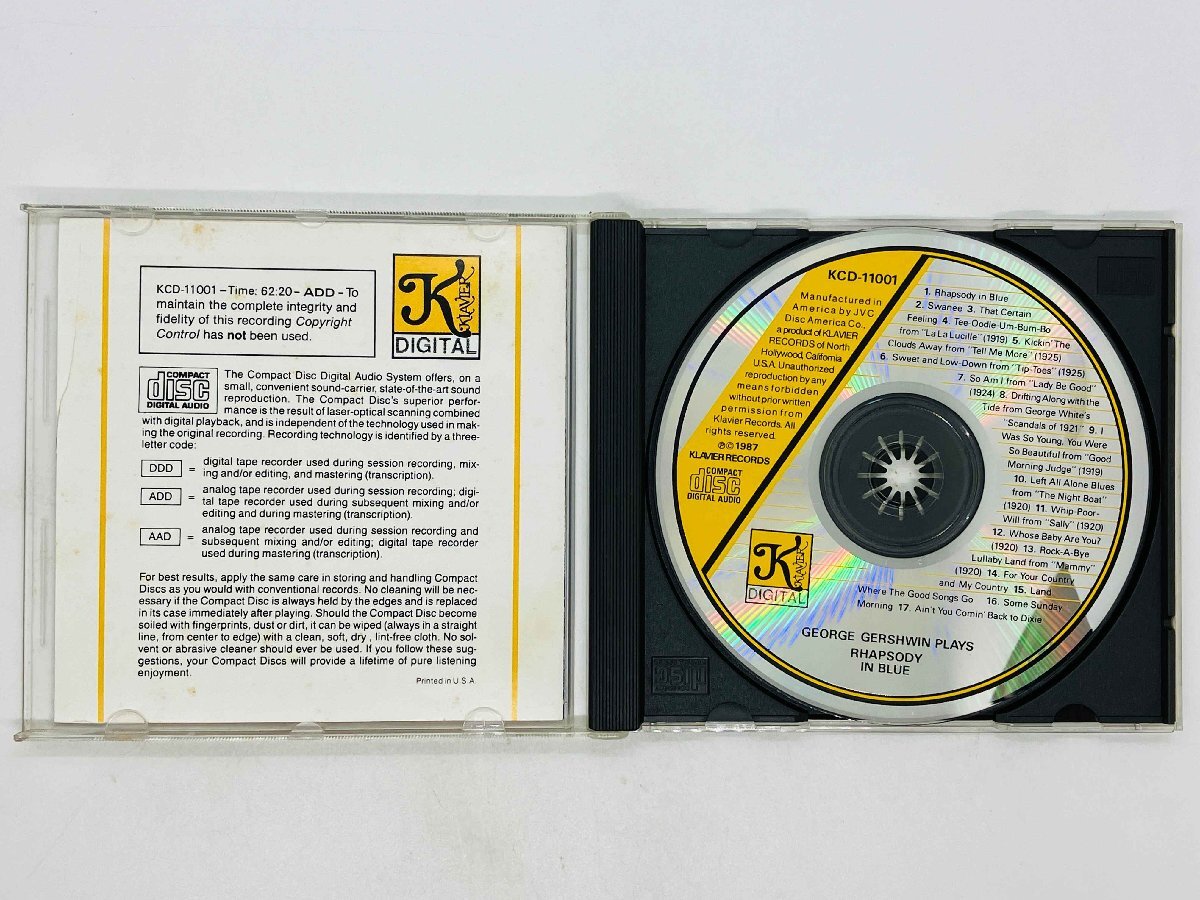 KCD-11001 – Time: 62:20 – ADD – To
maintain the complete integrity and
fidelity of this recording Copyright
Control has not been used.
K
KLAVIER
DIGITAL
COMPACT
disc
DIGITAL AUDIO
The Compact Disc Digital Audio System offers, on a
small, convenient sound-carrier, state-of-the-art sound
reproduction. The Compact Disc's superior perfor-
mance is the result of laser-optical scanning combined
with digital playback, and is independent of the technology used in mak-
ing the original recording. Recording technology is identified by a three-
letter code:
DDD = digital tape recorder used during session recording, mix-
ing and/or editing, and mastering (transcription).
ADD = analog tape recorder used during session recording; digi-
tal tape recorder used during subsequent mixing and/or
editing and during mastering (transcription).
AAD = analog tape recorder used during session recording and
subsequent mixing and/or editing; digital tape recorder
used during mastering (transcription).
For best results, apply the same care in storing and handling Compact
Discs as you would with conventional records. No cleaning will be nec-
essary if the Compact Disc is always held by the edges and is replaced
in its case immediately after playing. Should the Compact Disc become
soiled with fingerprints, dust or dirt, it can be wiped (always in a straight
line, from center to edge) with a clean, soft, dry , lint-free cloth. No sol-
vent or abrasive cleaner should ever be used. If you follow these sug-
gestions, your Compact Discs will provide a lifetime of pure listening
enjoyment.
Printed in U.S.A.
KCD-11001
Manufactured in
America by JVC
Disc America Co.,
a product of KLAVIER
RECORDS of North
Hollywood, California
U.S.A. Unauthorized
reproduction by any
means forbidden
without prior written
permission from
Klavier Records. All
rights reserved.
℗©1987
KLAVIER RECORDS
COMPACT
disc
DIGITAL AUDIO
1. Rhapsody in Blue
2. Swanee 3. That Certain
Feeling 4. Tee-Oodie-Um-Bum-Bo
from "La La Lucille" (1919) 5. Kickin' The
Clouds Away from "Tell Me More" (1925)
6. Sweet and Low-Down from "Tip-Toes" (1925)
7. So Am I from "Lady Be Good"
(1924) 8. Drifting Along with the
Tide from George White's
"Scandals of 1921" 9. I
Was So Young, You Were
So Beautiful from "Good
Morning Judge" (1919)
10. Left All Alone Blues
from "The Night Boat"
(1920) 11. Whip-Poor-
Will from "Sally" (1920)
12. Whose Baby Are You?
(1920) 13. Rock-A-Bye
Lullaby Land from "Mammy"
(1920) 14. For Your Country
and My Country 15. Land
Where The Good Songs Go 16. Some Sunday
Morning 17. Ain't You Comin' Back to Dixie
K
KLAVIER
DIGITAL
GEORGE GERSHWIN PLAYS
RHAPSODY
IN BLUE